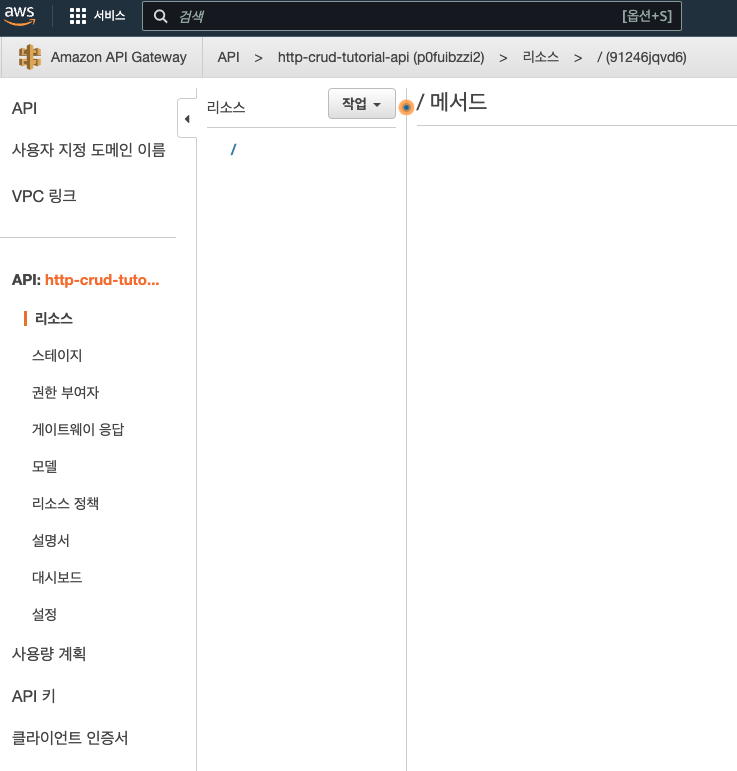 aws
서비스
검색
[옵션+S]
Amazon API Gateway
API > http-crud-tutorial-api (p0fuibzzi2) > 리소스 > / (91246jqvd6)
API
사용자 지정 도메인 이름
VPC 링크
API: http-crud-tuto...
리소스
스테이지
권한 부여자
게이트웨이 응답
모델
리소스 정책
설명서
대시보드
설정
사용량 계획
API 키
클라이언트 인증서
리소스
작업
/
/ 메서드